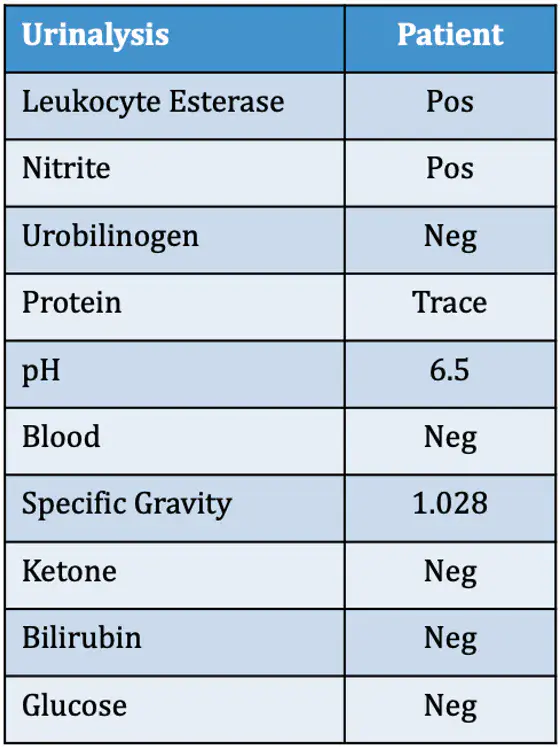 Urinalysis Patient
Leukocyte Esterase Pos
Nitrite Pos
Urobilinogen Neg
Protein Trace
pH 6.5
Blood Neg
Specific Gravity 1.028
Ketone Neg
Bilirubin Neg
Glucose Neg